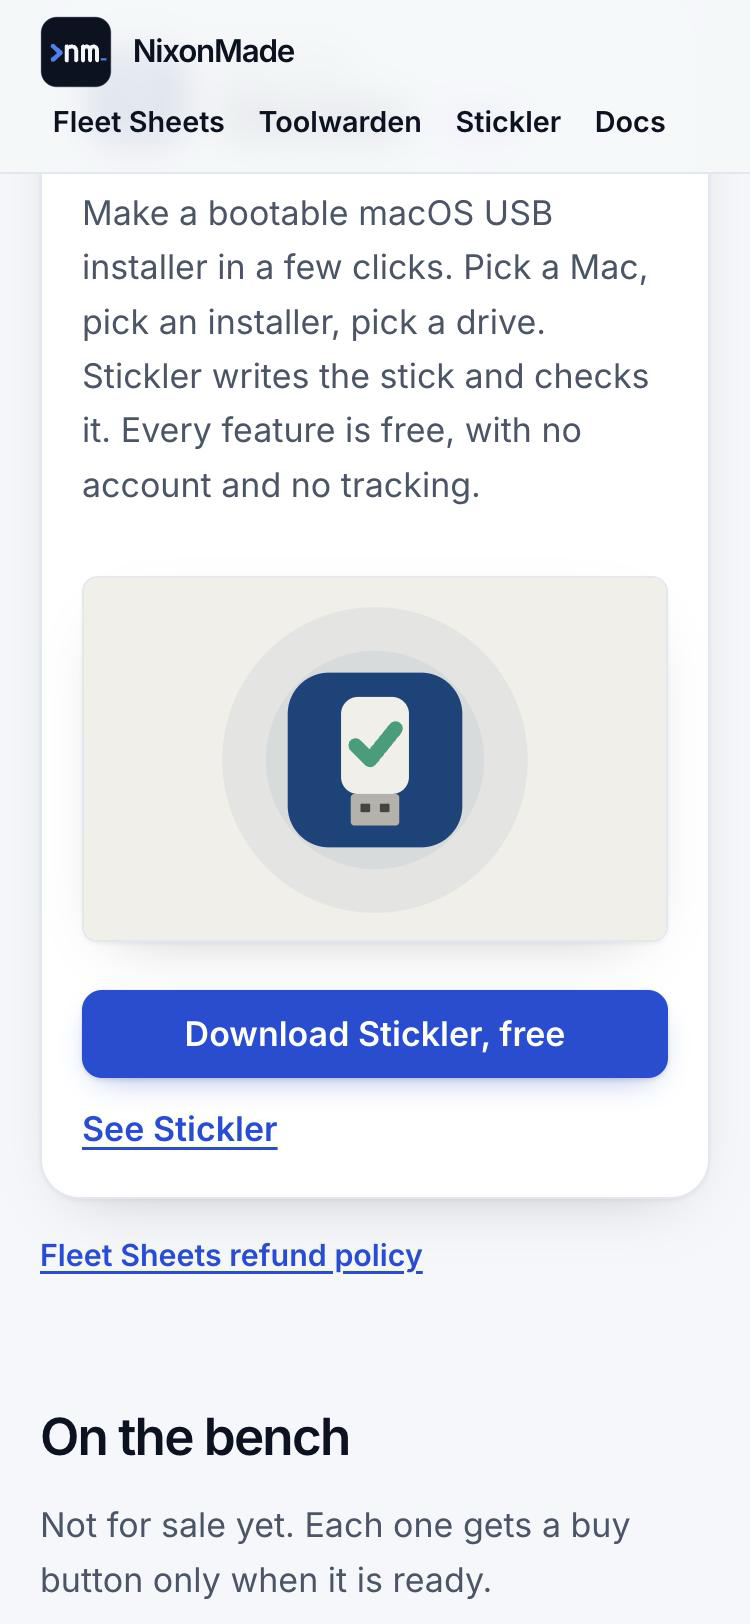 >nm_ NixonMade
Fleet Sheets Toolwarden Stickler Docs
Make a bootable macOS USB
installer in a few clicks. Pick a Mac,
pick an installer, pick a drive.
Stickler writes the stick and checks
it. Every feature is free, with no
account and no tracking.
Download Stickler, free
See Stickler
Fleet Sheets refund policy
On the bench
Not for sale yet. Each one gets a buy
button only when it is ready.